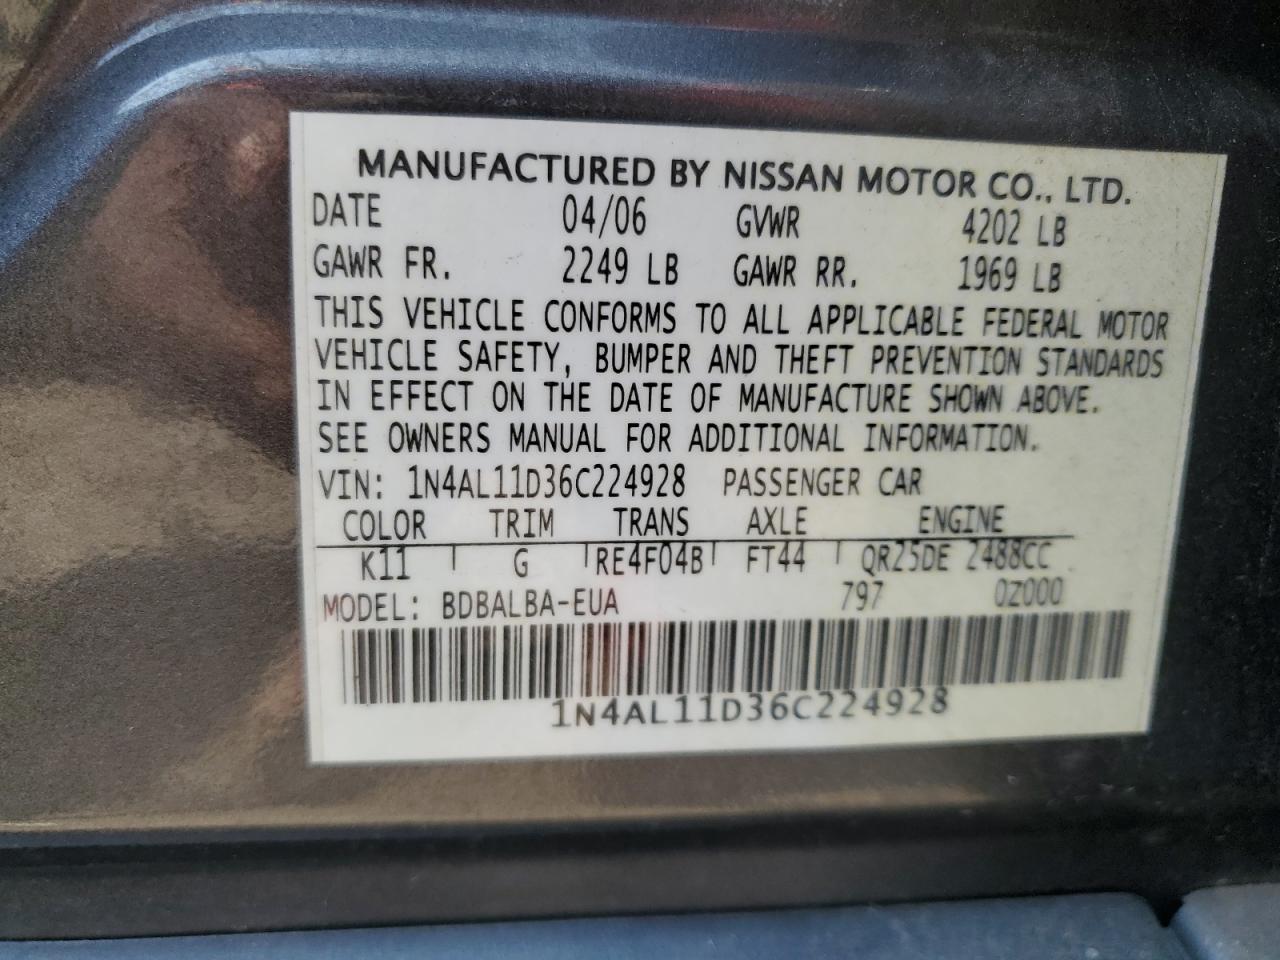 MANUFACTURED BY NISSAN MOTOR CO., LTD.
DATE 04/06 GVWR 4202 LB
GAWR FR. 2249 LB GAWR RR. 1969 LB
THIS VEHICLE CONFORMS TO ALL APPLICABLE FEDERAL MOTOR
VEHICLE SAFETY, BUMPER AND THEFT PREVENTION STANDARDS
IN EFFECT ON THE DATE OF MANUFACTURE SHOWN ABOVE.
SEE OWNERS MANUAL FOR ADDITIONAL INFORMATION.
VIN: 1N4AL11D36C224928 PASSENGER CAR
COLOR TRIM TRANS AXLE ENGINE
K11 G RE4F04B FT44 QR25DE 2488CC
MODEL: BDBALBA-EUA 797 0Z000
1N4AL11D36C224928